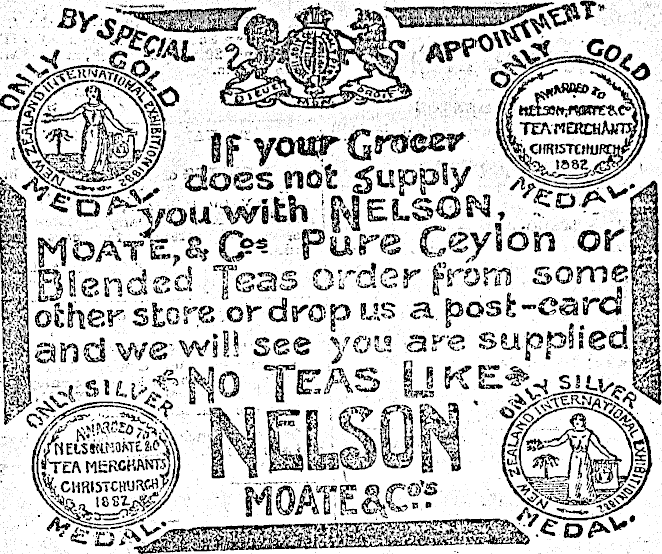 BY SPECIAL APPOINTMENT
DIEU MON DROIT
ONLY GOLD MEDAL.
NEW ZEALAND INTERNATIONAL EXHIBITION 1882
ONLY GOLD MEDAL.
AWARDED TO
NELSON, MOATE & Co
TEA MERCHANTS
CHRISTCHURCH
1882
If your Grocer
does not supply
you with NELSON,
MOATE, & Cos Pure Ceylon or
Blended Teas order from some
other store or drop us a post-card
and we will see you are supplied
NO TEAS LIKE
NELSON
MOATE & Co's.
ONLY SILVER MEDAL.
AWARDED TO
NELSON, MOATE & Co
TEA MERCHANTS
CHRISTCHURCH
1882
ONLY SILVER MEDAL.
NEW ZEALAND INTERNATIONAL EXHIBITION 1882